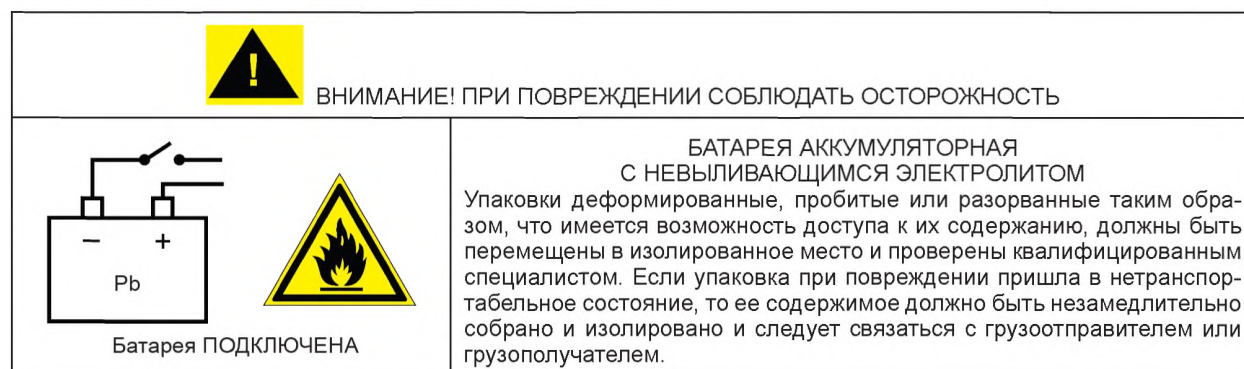 !
ВНИМАНИЕ! ПРИ ПОВРЕЖДЕНИИ СОБЛЮДАТЬ ОСТОРОЖНОСТЬ
− +
Pb
Батарея ПОДКЛЮЧЕНА
БАТАРЕЯ АККУМУЛЯТОРНАЯ
С НЕВЫЛИВАЮЩИМСЯ ЭЛЕКТРОЛИТОМ
Упаковки деформированные, пробитые или разорванные таким обра-
зом, что имеется возможность доступа к их содержанию, должны быть
перемещены в изолированное место и проверены квалифицированным
специалистом. Если упаковка при повреждении пришла в нетранспор-
табельное состояние, то ее содержимое должно быть незамедлительно
собрано и изолировано и следует связаться с грузоотправителем или
грузополучателем.